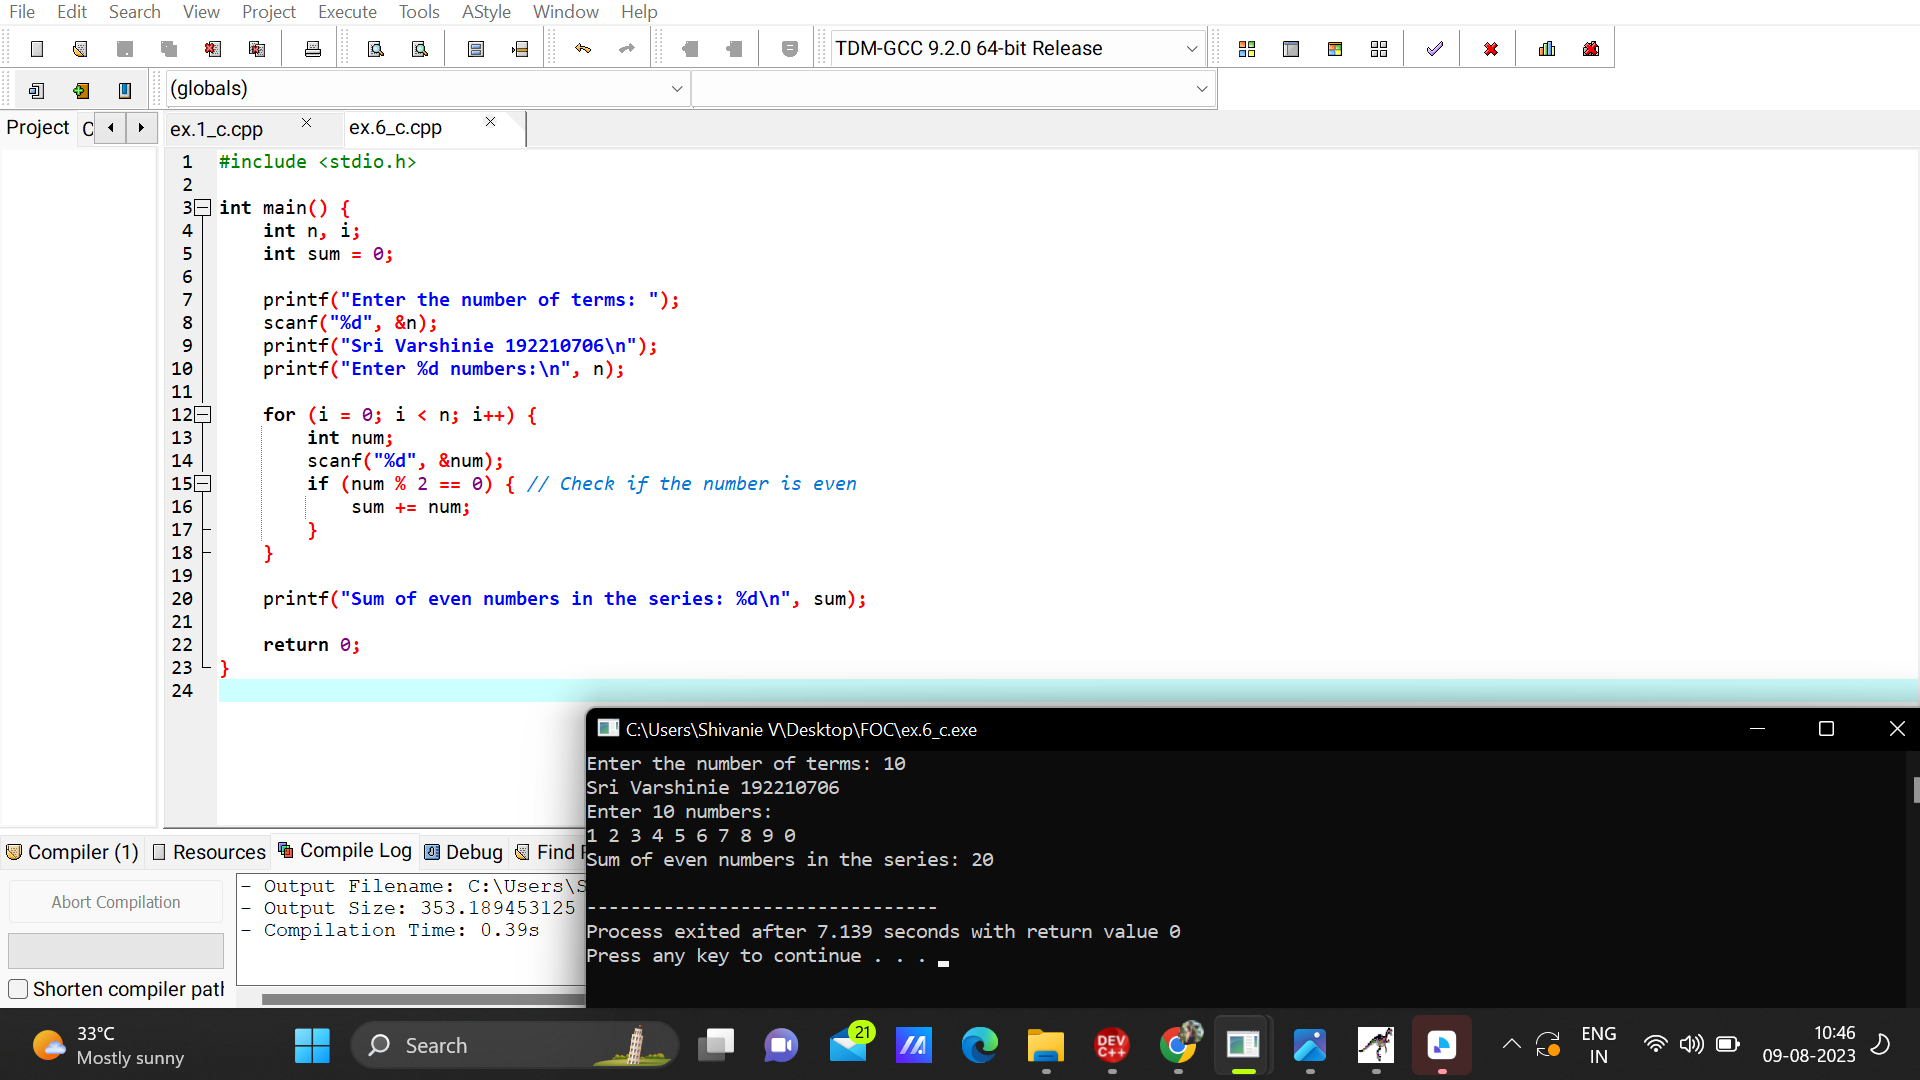 File Edit Search View Project Execute Tools AStyle Window Help
TDM-GCC 9.2.0 64-bit Release
(globals)
Project C ex.1_c.cpp ex.6_c.cpp
1 #include <stdio.h>
2
3 int main() {
4 int n, i;
5 int sum = 0;
6
7 printf("Enter the number of terms: ");
8 scanf("%d", &n);
9 printf("Sri Varshinie 192210706\n");
10 printf("Enter %d numbers:\n", n);
11
12 for (i = 0; i < n; i++) {
13 int num;
14 scanf("%d", &num);
15 if (num % 2 == 0) { // Check if the number is even
16 sum += num;
17 }
18 }
19
20 printf("Sum of even numbers in the series: %d\n", sum);
21
22 return 0;
23 }
24
C:\Users\Shivanie V\Desktop\FOC\ex.6_c.exe
Enter the number of terms: 10
Sri Varshinie 192210706
Enter 10 numbers:
1 2 3 4 5 6 7 8 9 0
Sum of even numbers in the series: 20
--------------------------------
Process exited after 7.139 seconds with return value 0
Press any key to continue . . .
Compiler (1) Resources Compile Log Debug Find
Abort Compilation
- Output Filename: C:\Users\S
- Output Size: 353.189453125
- Compilation Time: 0.39s
Shorten compiler path
33°C
Mostly sunny
Search
21
DEV
C++
ENG
IN
10:46
09-08-2023